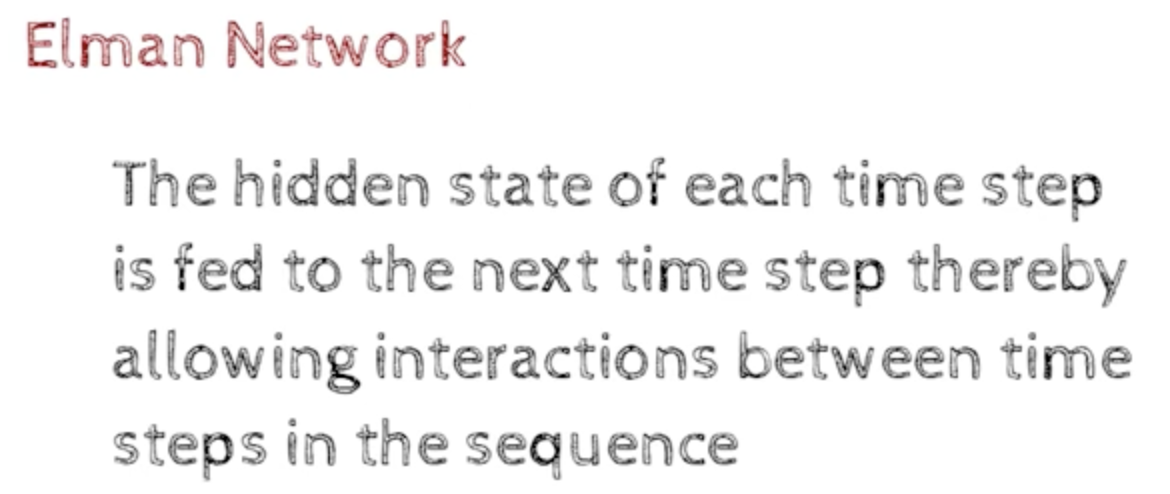 Elman Network
The hidden state of each time step
is fed to the next time step thereby
allowing interactions between time
steps in the sequence